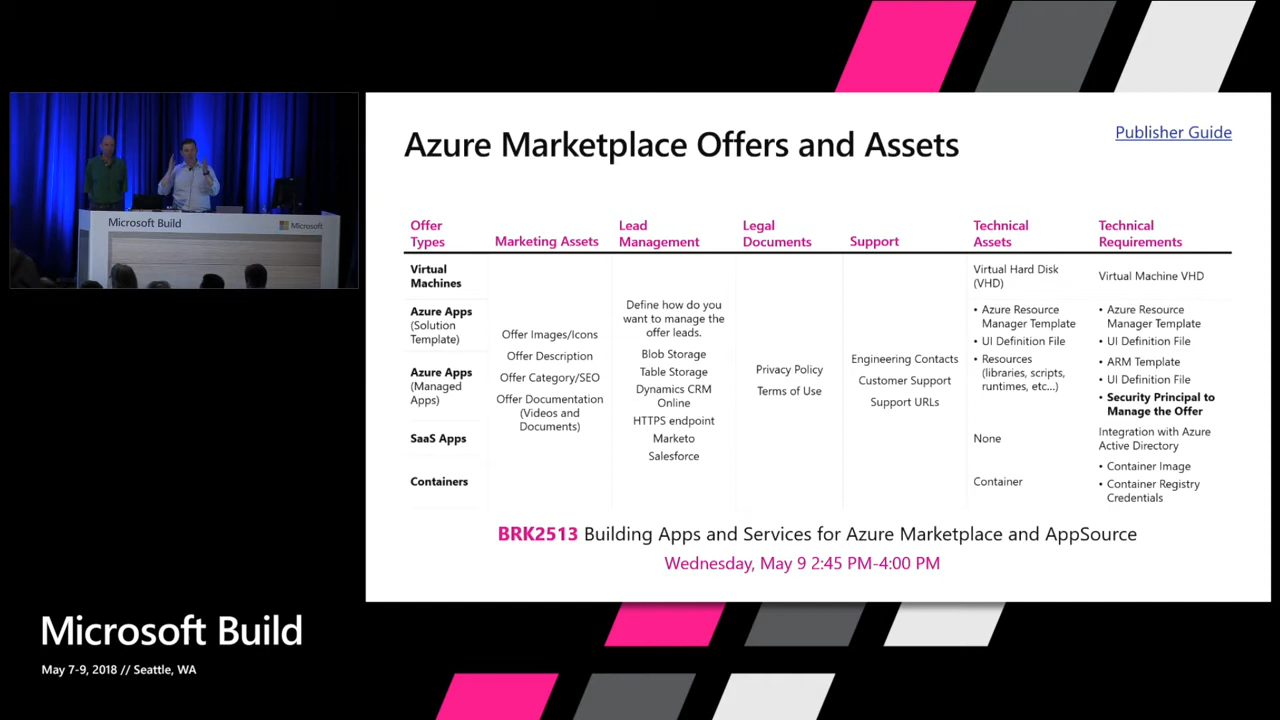 Azure Marketplace Offers and Assets
Publisher Guide
Offer
Types
Marketing Assets
Lead
Management
Legal
Documents
Support
Technical
Assets
Technical
Requirements
Virtual
Machines
Azure Apps
(Solution
Template)
Azure Apps
(Managed
Apps)
SaaS Apps
Containers
Offer Images/Icons
Offer Description
Offer Category/SEO
Offer Documentation
(Videos and
Documents)
Define how do you
want to manage the
offer leads.
Blob Storage
Table Storage
Dynamics CRM
Online
HTTPS endpoint
Marketo
Salesforce
Privacy Policy
Terms of Use
Engineering Contacts
Customer Support
Support URLs
Virtual Hard Disk
(VHD)
• Azure Resource
Manager Template
• UI Definition File
• Resources
(libraries, scripts,
runtimes, etc...)
None
Container
Virtual Machine VHD
• Azure Resource
Manager Template
• UI Definition File
• ARM Template
• UI Definition File
• Security Principal to
Manage the Offer
Integration with Azure
Active Directory
• Container Image
• Container Registry
Credentials
BRK2513 Building Apps and Services for Azure Marketplace and AppSource
Wednesday, May 9 2:45 PM-4:00 PM
Microsoft Build
Microsoft
Microsoft Build
May 7-9, 2018 // Seattle, WA